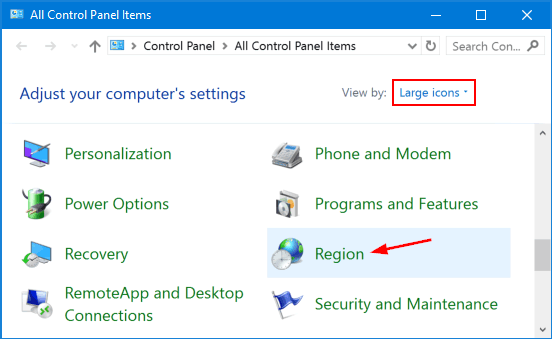 All Control Panel Items
Control Panel All Control Panel Items
Search Con...
Adjust your computer's settings
View by: Large icons
Personalization
Phone and Modem
Power Options
Programs and Features
Recovery
Region
RemoteApp and Desktop
Connections
Security and Maintenance